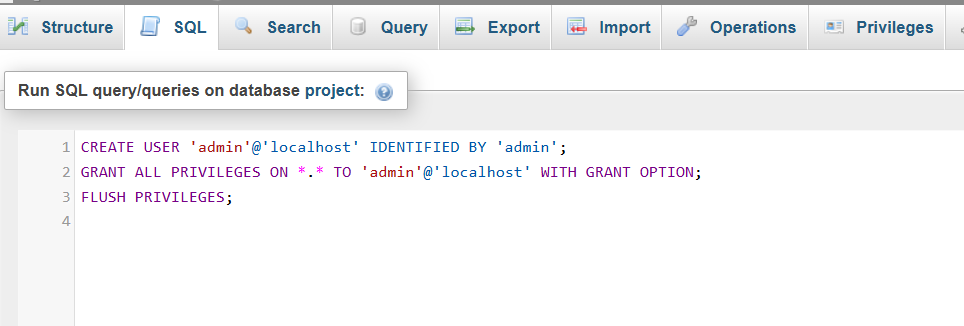 Structure SQL Search Query Export Import Operations Privileges
Run SQL query/queries on database project:
1 CREATE USER 'admin'@'localhost' IDENTIFIED BY 'admin';
2 GRANT ALL PRIVILEGES ON *.* TO 'admin'@'localhost' WITH GRANT OPTION;
3 FLUSH PRIVILEGES;
4